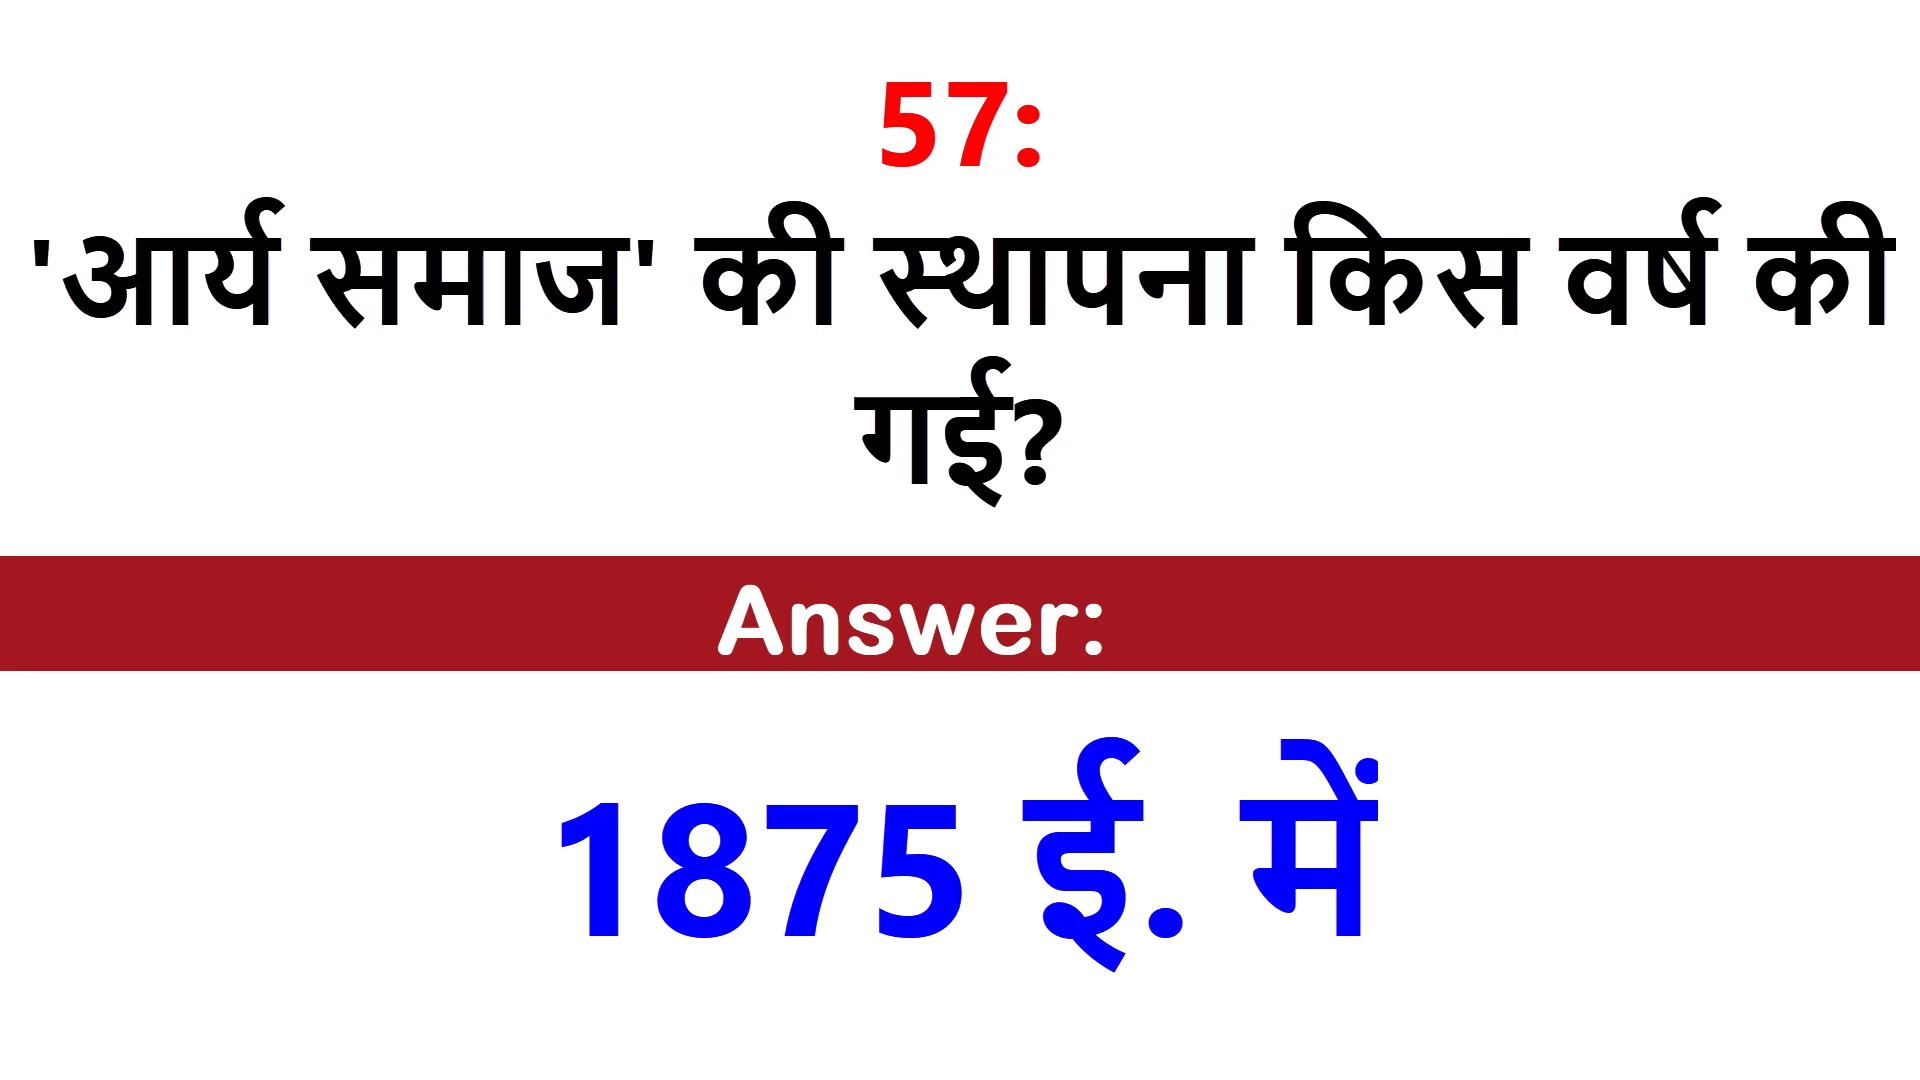 57:
'आर्य समाज' की स्थापना किस वर्ष की
गई?
Answer:
1875 ई. में